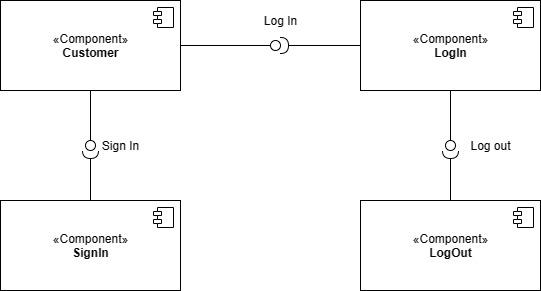 Log In
«Component»
Customer
«Component»
LogIn
Sign In
Log out
«Component»
SignIn
«Component»
LogOut